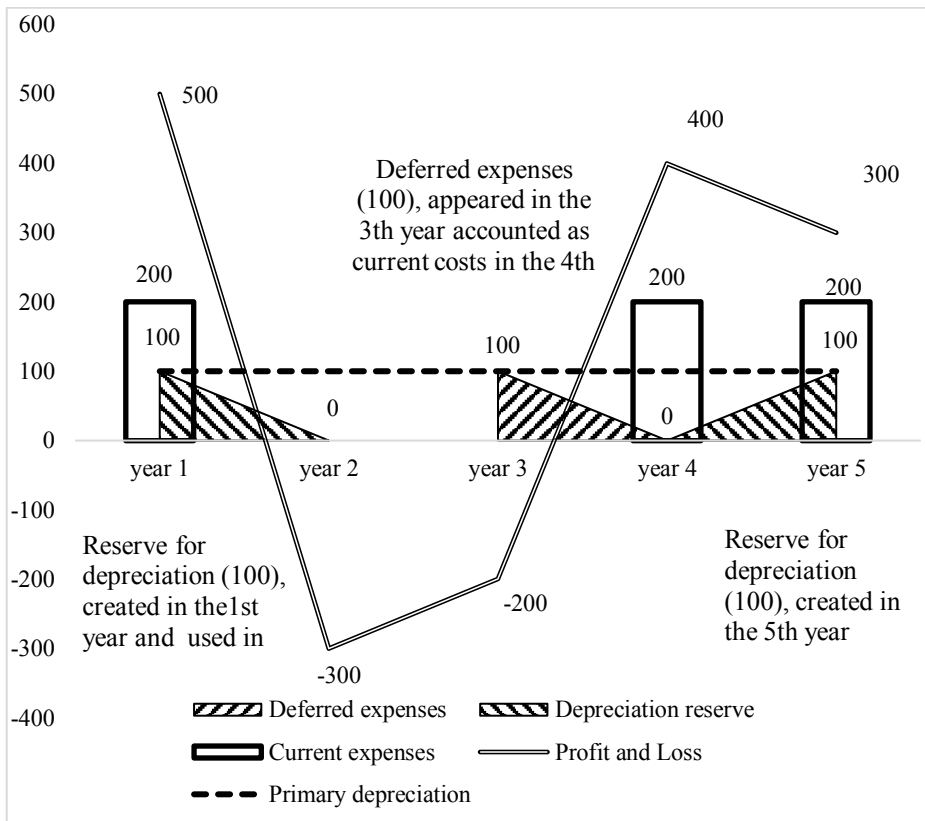 600
500
400
300
200
100
0
-100
-200
-300
-400
500
400
300
Deferred expenses
(100), appeared in the
3th year accounted as
current costs in the 4th
200
200
200
100
100
100
0
0
year 1
year 2
year 3
year 4
year 5
Reserve for
depreciation (100),
created in the1st
year and used in
-300
-200
Reserve for
depreciation
(100), created in
the 5th year
Deferred expenses
Depreciation reserve
Current expenses
Profit and Loss
Primary depreciation